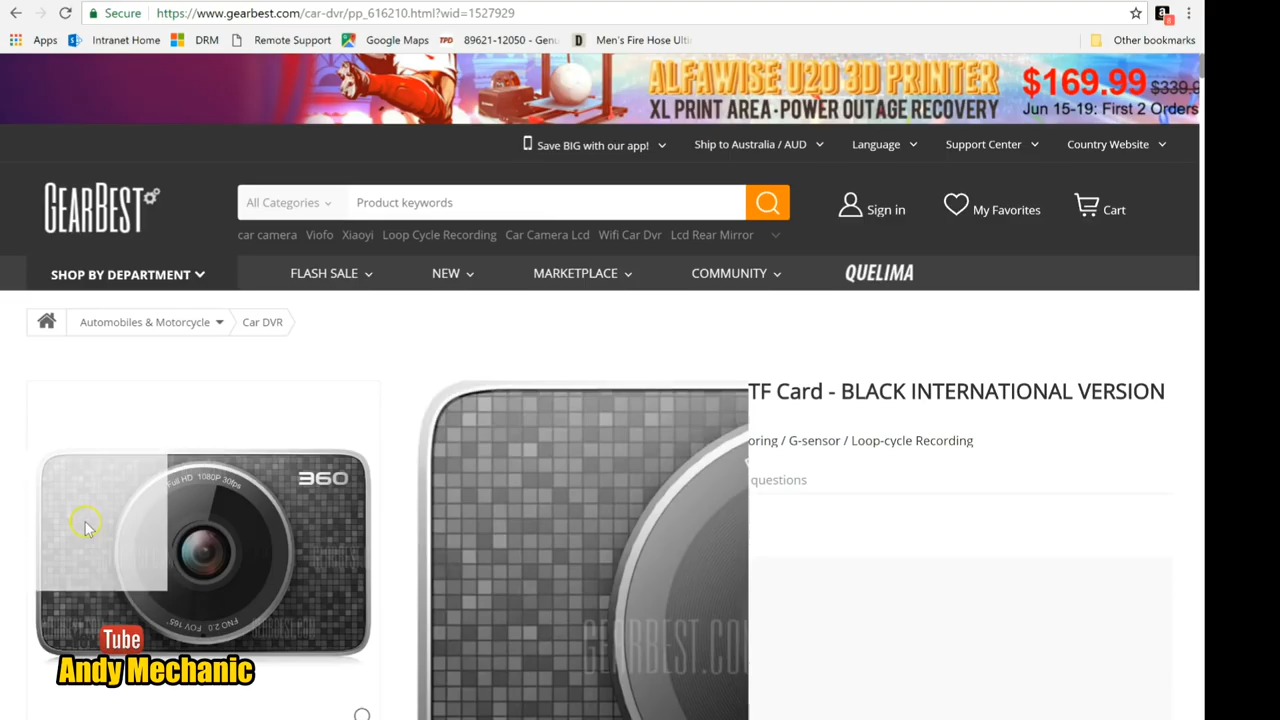 Secure https://www.gearbest.com/car-dvr/pp_616210.html?wid=1527929
Apps Intranet Home DRM Remote Support Google Maps TPD 89621-12050 - Genu D Men's Fire Hose Ulti Other bookmarks
ALFAWISE U20 3D PRINTER $169.99 $339.9
XL PRINT AREA-POWER OUTAGE RECOVERY Jun 15-19: First 2 Orders
Save BIG with our app! Ship to Australia / AUD Language Support Center Country Website
GEARBEST All Categories Product keywords Sign in My Favorites Cart
car camera Viofo Xiaoyi Loop Cycle Recording Car Camera Lcd Wifi Car Dvr Lcd Rear Mirror
SHOP BY DEPARTMENT FLASH SALE NEW MARKETPLACE COMMUNITY QUELIMA
Automobiles & Motorcycle Car DVR
TF Card - BLACK INTERNATIONAL VERSION
oring / G-sensor / Loop-cycle Recording
questions
360
Full HD 1080P 30fps
FNO 2.0 FOV 165°
GEARBEST.CO
Tube
Andy Mechanic